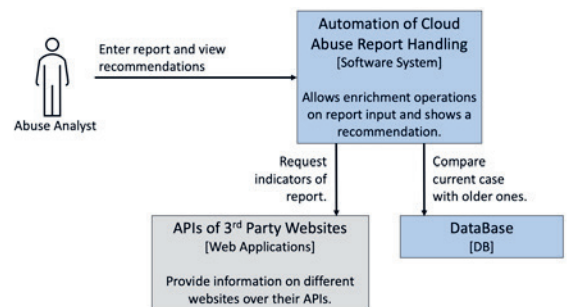 Automation of Cloud
Abuse Report Handling
[Software System]
Allows enrichment operations
on report input and shows a
recommendation.
Enter report and view
recommendations
Abuse Analyst
Request
indicators of
report.
Compare
current case
with older ones.
APIs of 3rd Party Websites
[Web Applications]
Provide information on different
websites over their APIs.
DataBase
[DB]